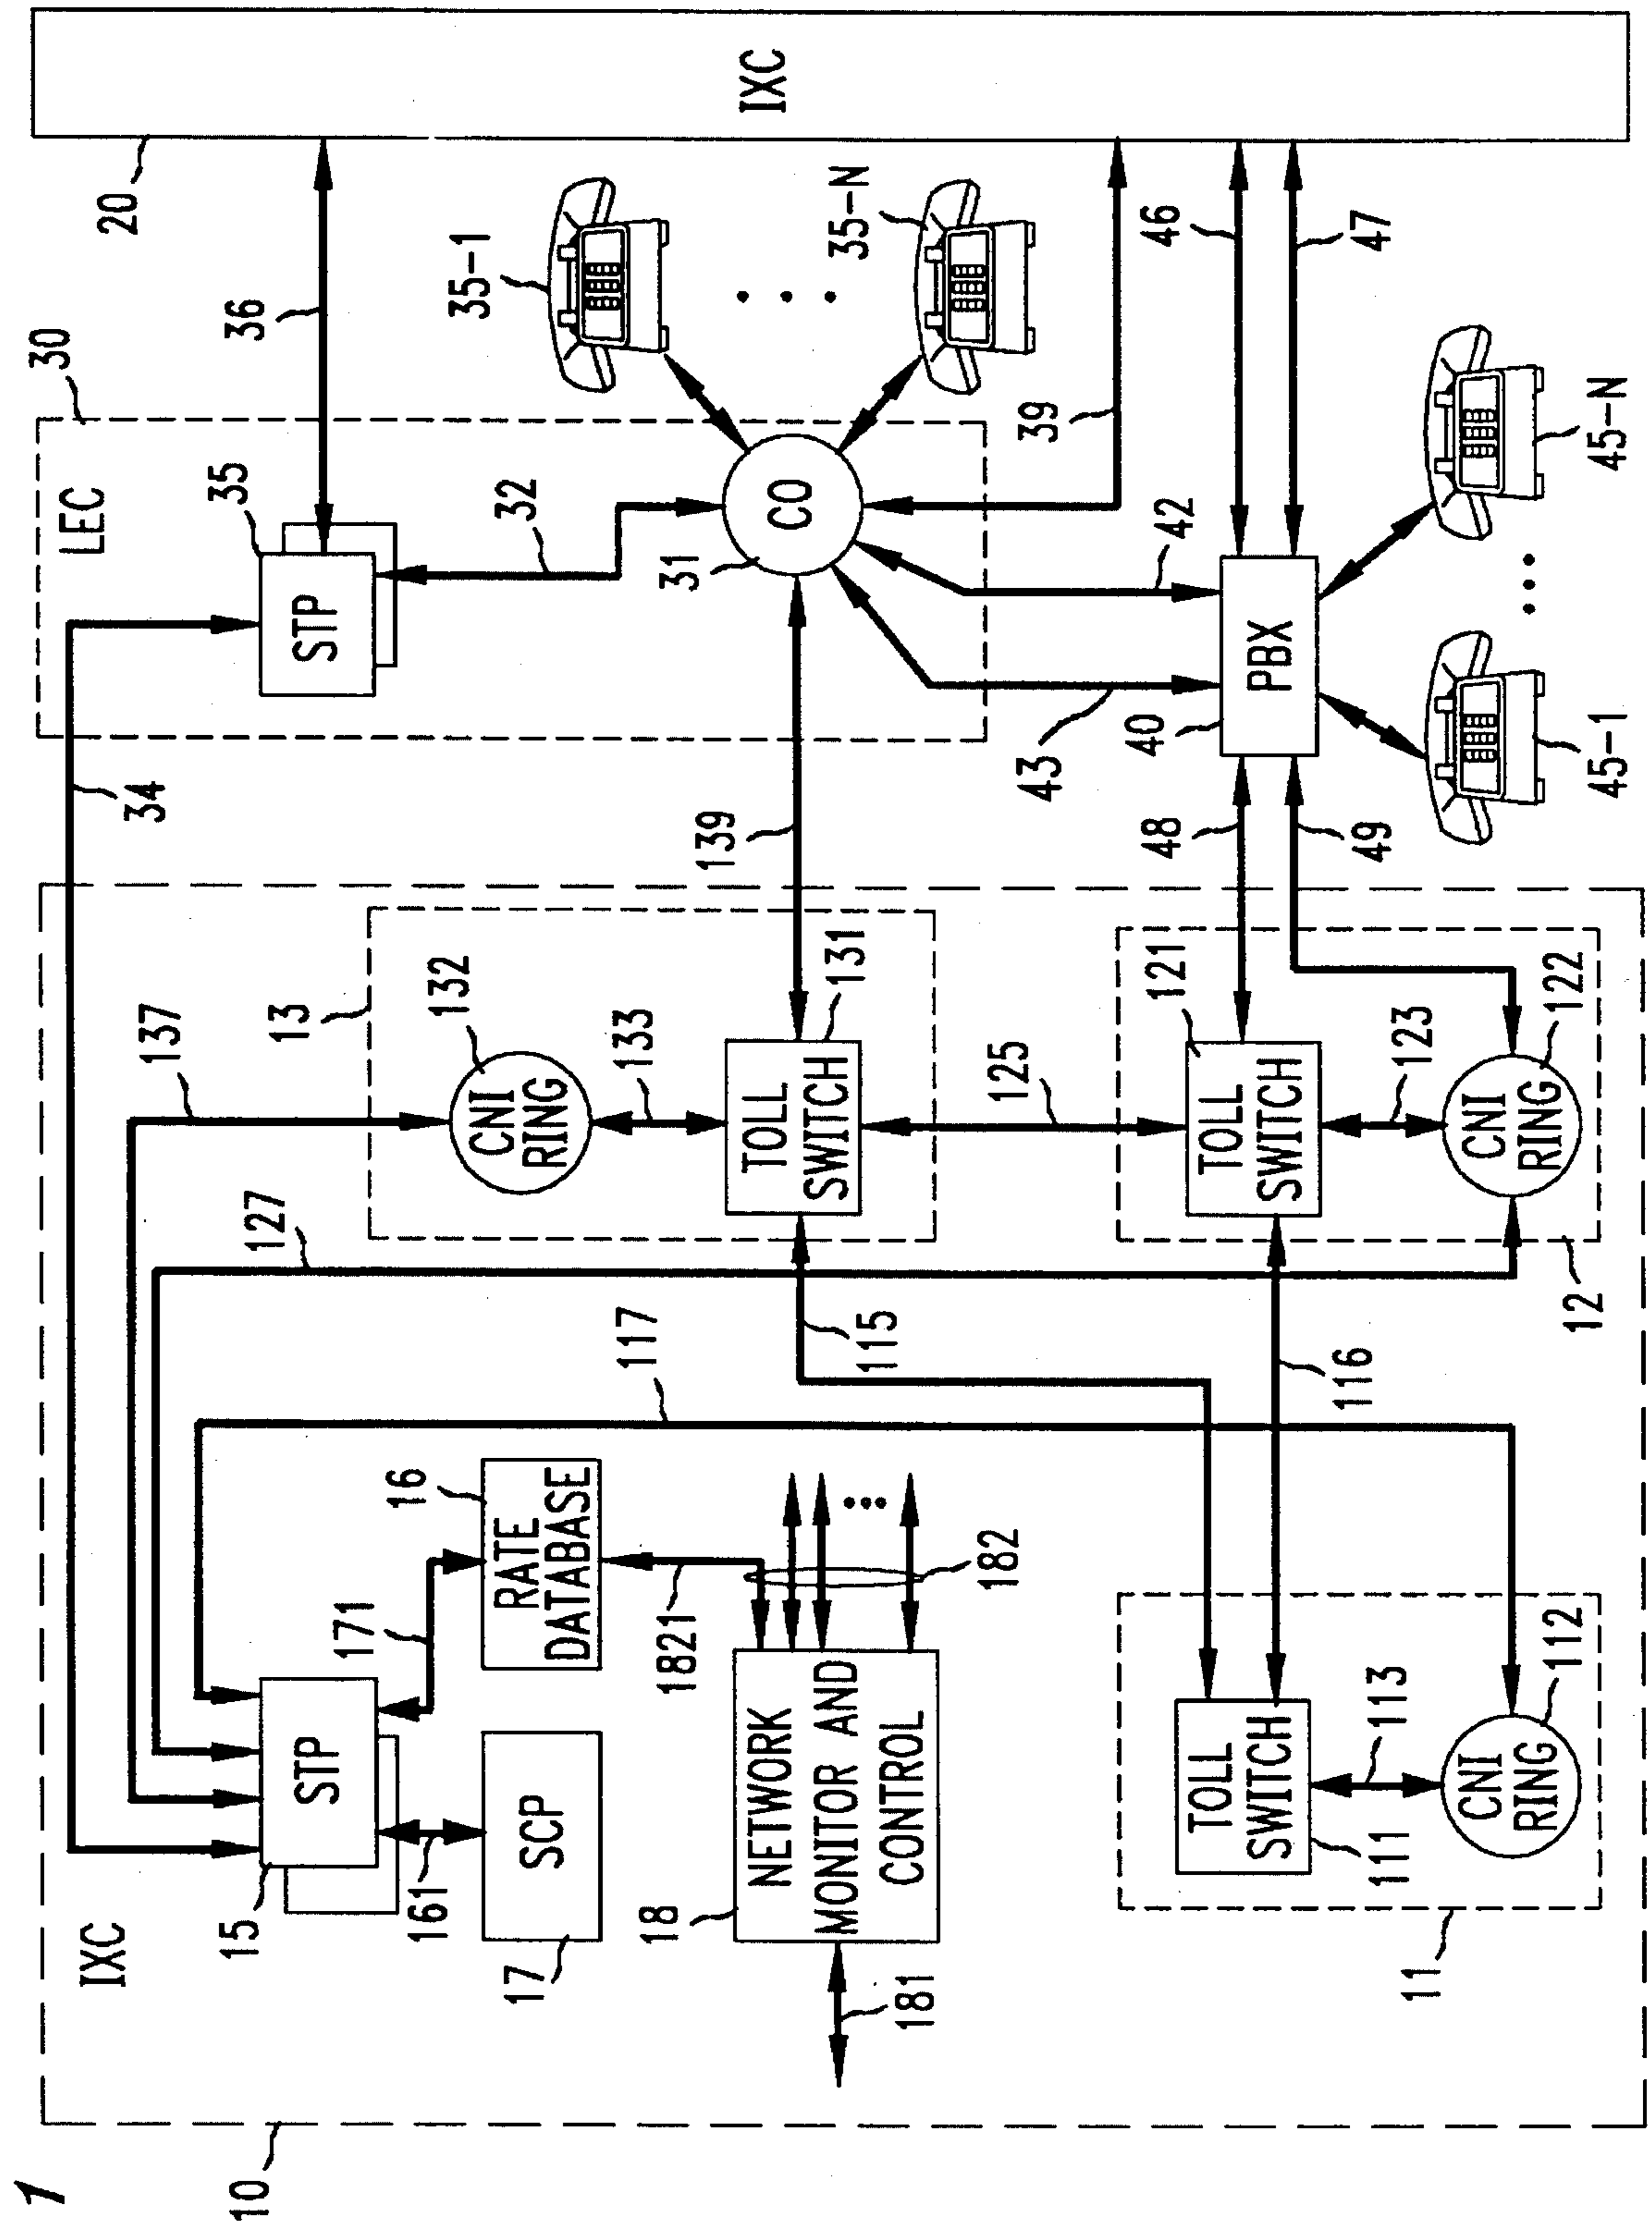 1
10
IXC
15
STP
161
SCP
17
171
16
RATE
DATABASE
1821
182
18
NETWORK
MONITOR AND
CONTROL
181
34
137
127
117
13
CNI
RING
132
133
TOLL
SWITCH
131
139
115
125
116
11
TOLL
SWITCH
111
113
CNI
RING
112
12
TOLL
SWITCH
121
123
CNI
RING
122
48
49
30
LEC
35
STP
32
36
31
CO
35-1
35-N
39
42
43
40
PBX
46
47
45-1
45-N
20
IXC